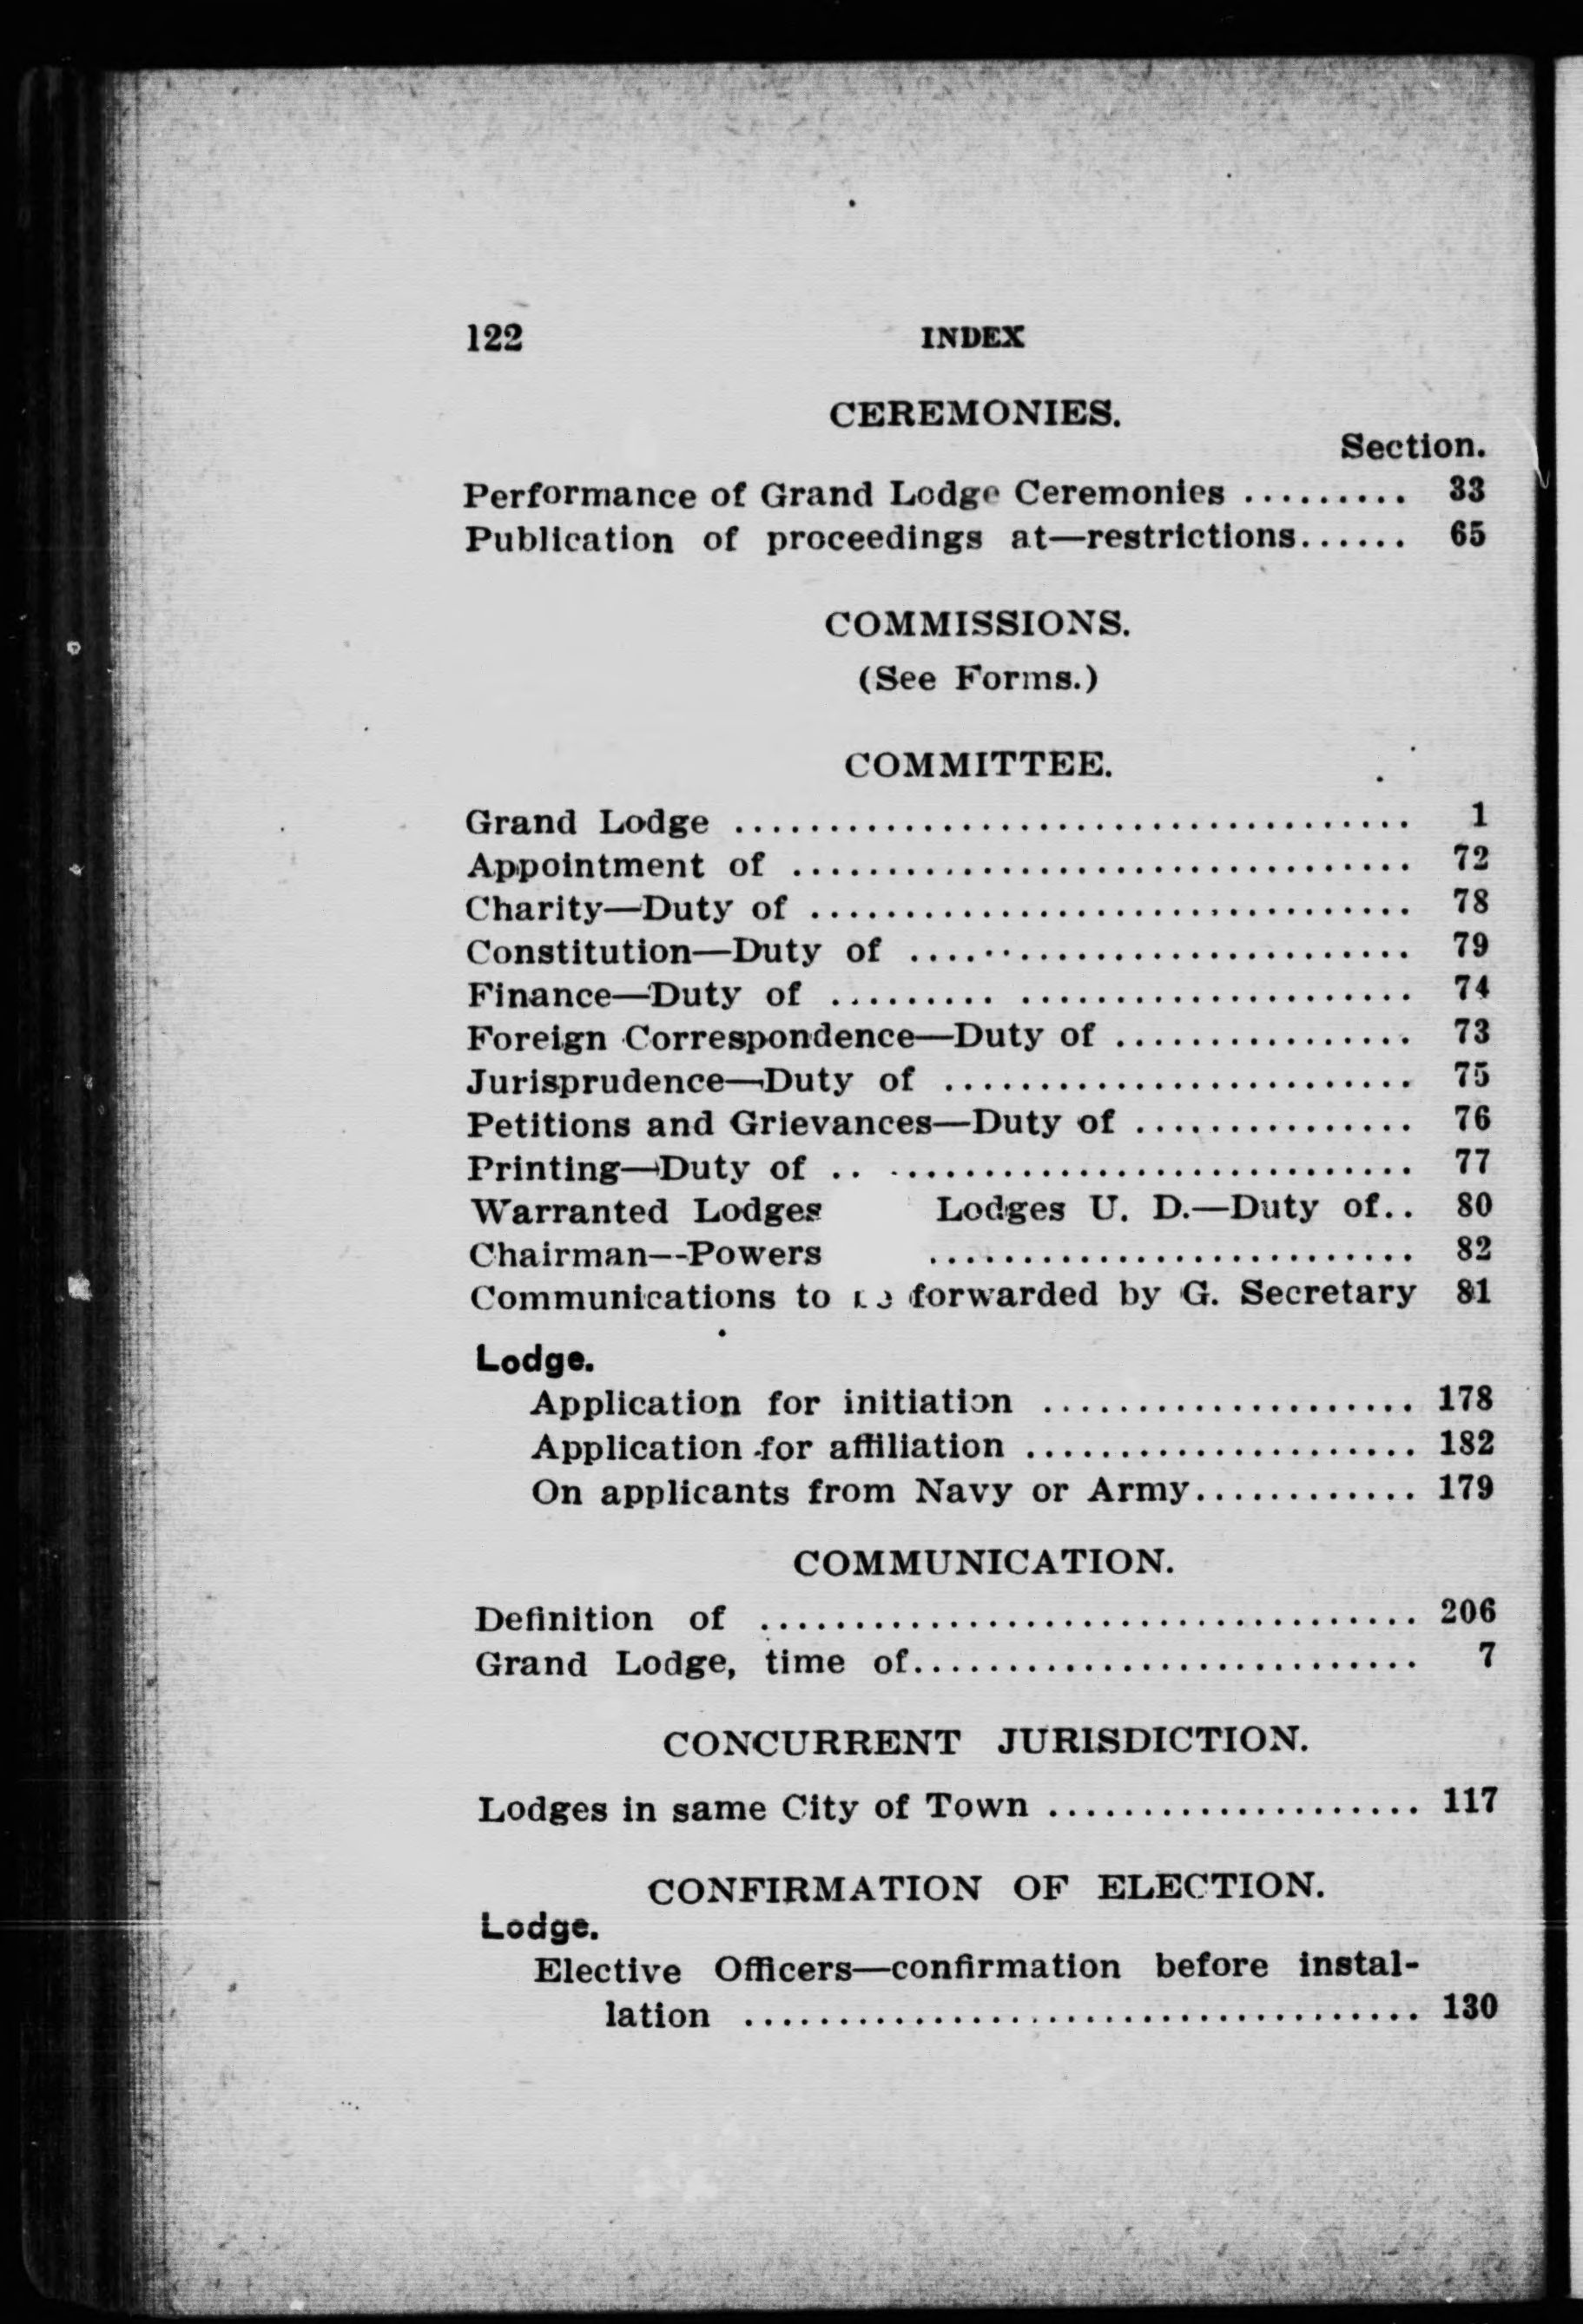 122 INDEX
CEREMONIES.
Section.
Performance of Grand Lodge Ceremonies ......... 33
Publication of proceedings at—restrictions...... 65
COMMISSIONS.
(See Forms.)
COMMITTEE.
Grand Lodge .................................... 1
Appointment of ................................. 72
Charity—Duty of ................................ 78
Constitution—Duty of ........................... 79
Finance—Duty of ......... ..................... 74
Foreign Correspondence—Duty of ................ 73
Jurisprudence—Duty of ......................... 75
Petitions and Grievances—Duty of ............... 76
Printing—Duty of .. ............................ 77
Warranted Lodges Lodges U. D.—Duty of.. 80
Chairman—Powers .......................... 82
Communications to forwarded by G. Secretary 81
Lodge.
Application for initiation .................... 178
Application for affiliation ..................... 182
On applicants from Navy or Army............ 179
COMMUNICATION.
Definition of ................................... 206
Grand Lodge, time of........................... 7
CONCURRENT JURISDICTION.
Lodges in same City of Town .................... 117
CONFIRMATION OF ELECTION.
Lodge.
Elective Officers—confirmation before instal-
lation .................................... 130